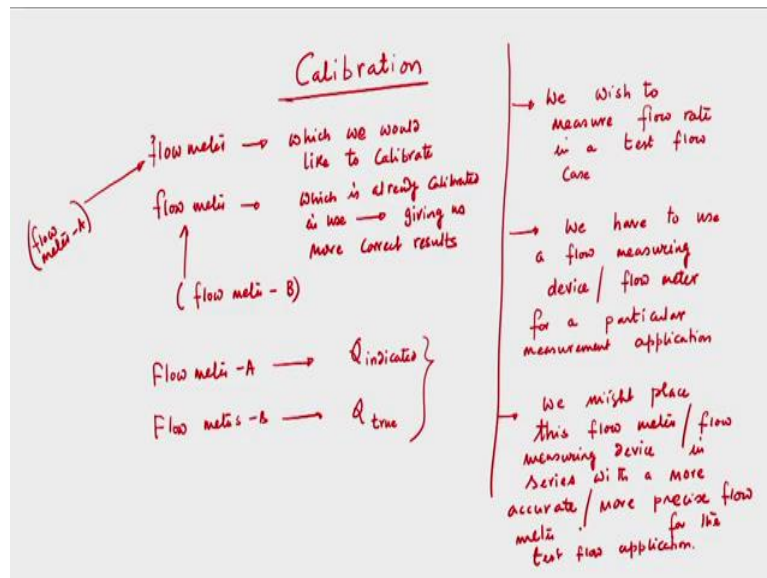 Calibration
flow meter → which we would
like to Calibrate
(flow
meter-A)
flow meter → which is already Calibrated
in use → giving us
more correct results
(flow meter - B)
Flow meter - A → Q indicated
Flow meter - B → Q true
→ We wish to
measure flow rate
in a test flow
case
→ We have to use
a flow measuring
device / flow meter
for a particular
measurement application
→ We might place
this flow meter / flow
measuring device in
series with a more
accurate / more precise flow
meter for the
test flow application.